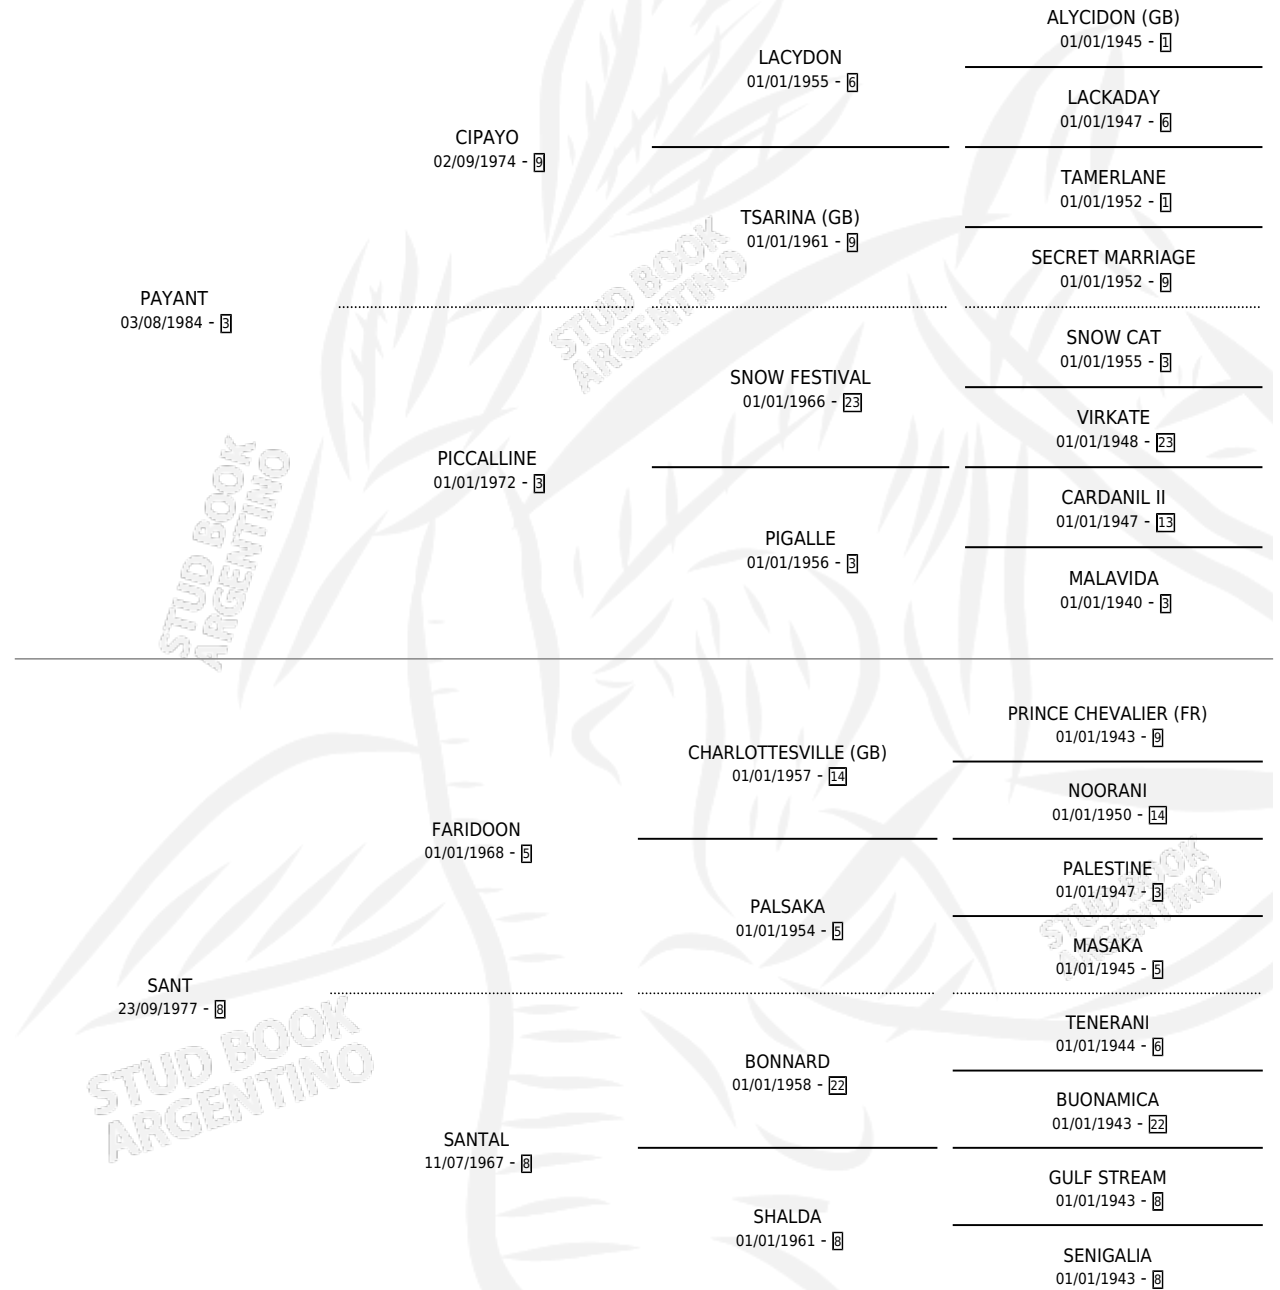 ALYCIDON (GB)
01/01/1945 - 1
LACYDON
01/01/1955 - 6
LACKADAY
01/01/1947 - 6
CIPAYO
02/09/1974 - 9
TAMERLANE
01/01/1952 - 1
TSARINA (GB)
01/01/1961 - 9
SECRET MARRIAGE
01/01/1952 - 9
PAYANT
03/08/1984 - 3
SNOW CAT
01/01/1955 - 3
SNOW FESTIVAL
01/01/1966 - 23
VIRKATE
01/01/1948 - 23
PICCALLINE
01/01/1972 - 3
CARDANIL II
01/01/1947 - 13
PIGALLE
01/01/1956 - 3
MALAVIDA
01/01/1940 - 3
STUD BOOK
ARGENTINO
STUD BOOK
ARGENTINO
PRINCE CHEVALIER (FR)
01/01/1943 - 9
CHARLOTTESVILLE (GB)
01/01/1957 - 14
NOORANI
01/01/1950 - 14
FARIDOON
01/01/1968 - 5
PALESTINE
01/01/1947 - 3
PALSAKA
01/01/1954 - 5
MASAKA
01/01/1945 - 5
SANT
23/09/1977 - 8
TENERANI
01/01/1944 - 6
BONNARD
01/01/1958 - 22
BUONAMICA
01/01/1943 - 22
SANTAL
11/07/1967 - 8
GULF STREAM
01/01/1943 - 8
SHALDA
01/01/1961 - 8
SENIGALIA
01/01/1943 - 8
STUD BOOK
ARGENTINO
STUD BOOK
ARGENTINO